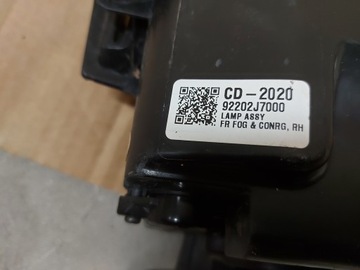 CD-2020
92202J7000
LAMP ASSY
FR FOG & CONRG, RH